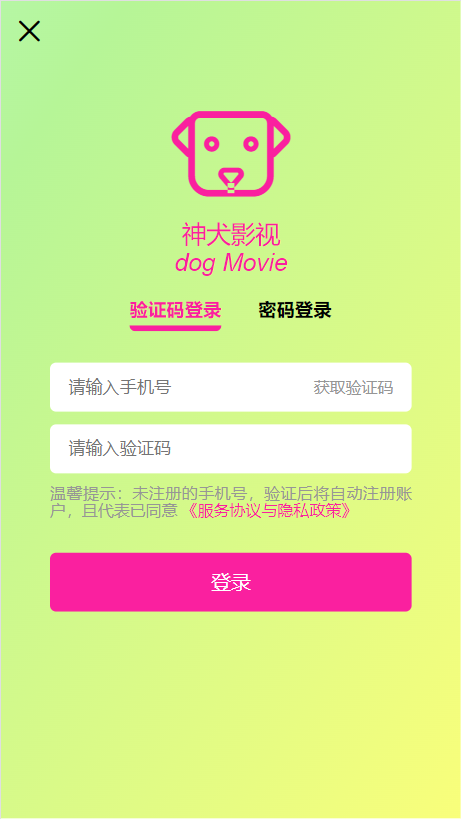 神犬影视
dog Movie
验证码登录 密码登录
请输入手机号 获取验证码
请输入验证码
温馨提示：未注册的手机号，验证后将自动注册账
户，且代表已同意《服务协议与隐私政策》
登录